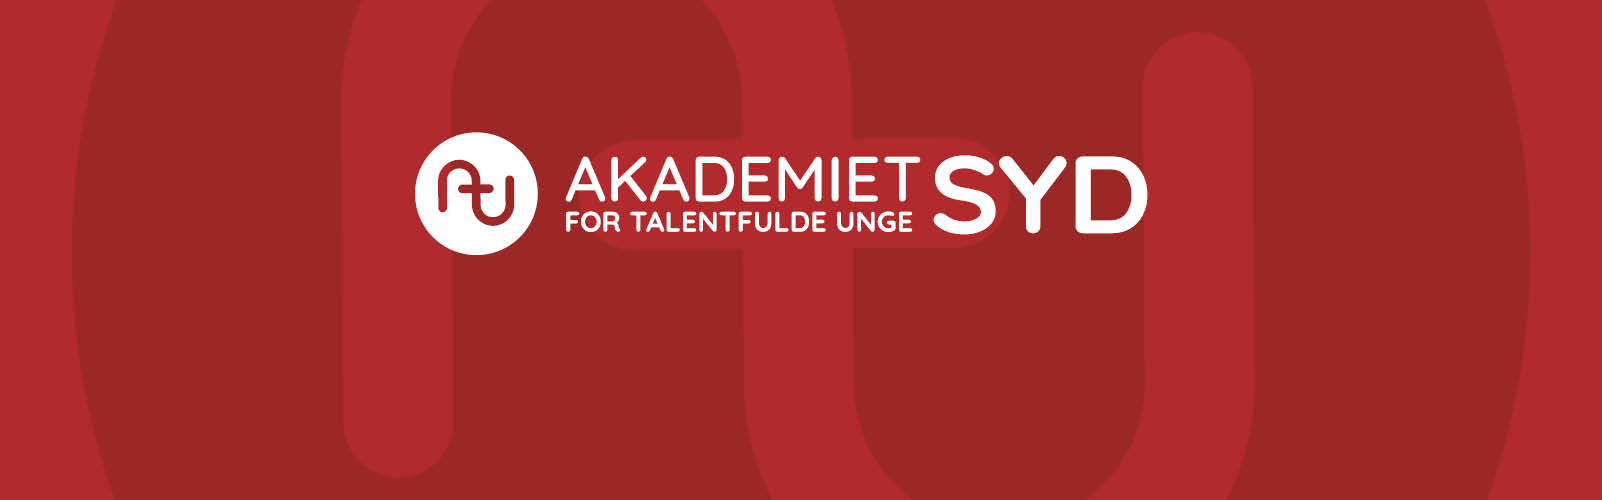 AKADEMIET SYD
FOR TALENTFULDE UNGE